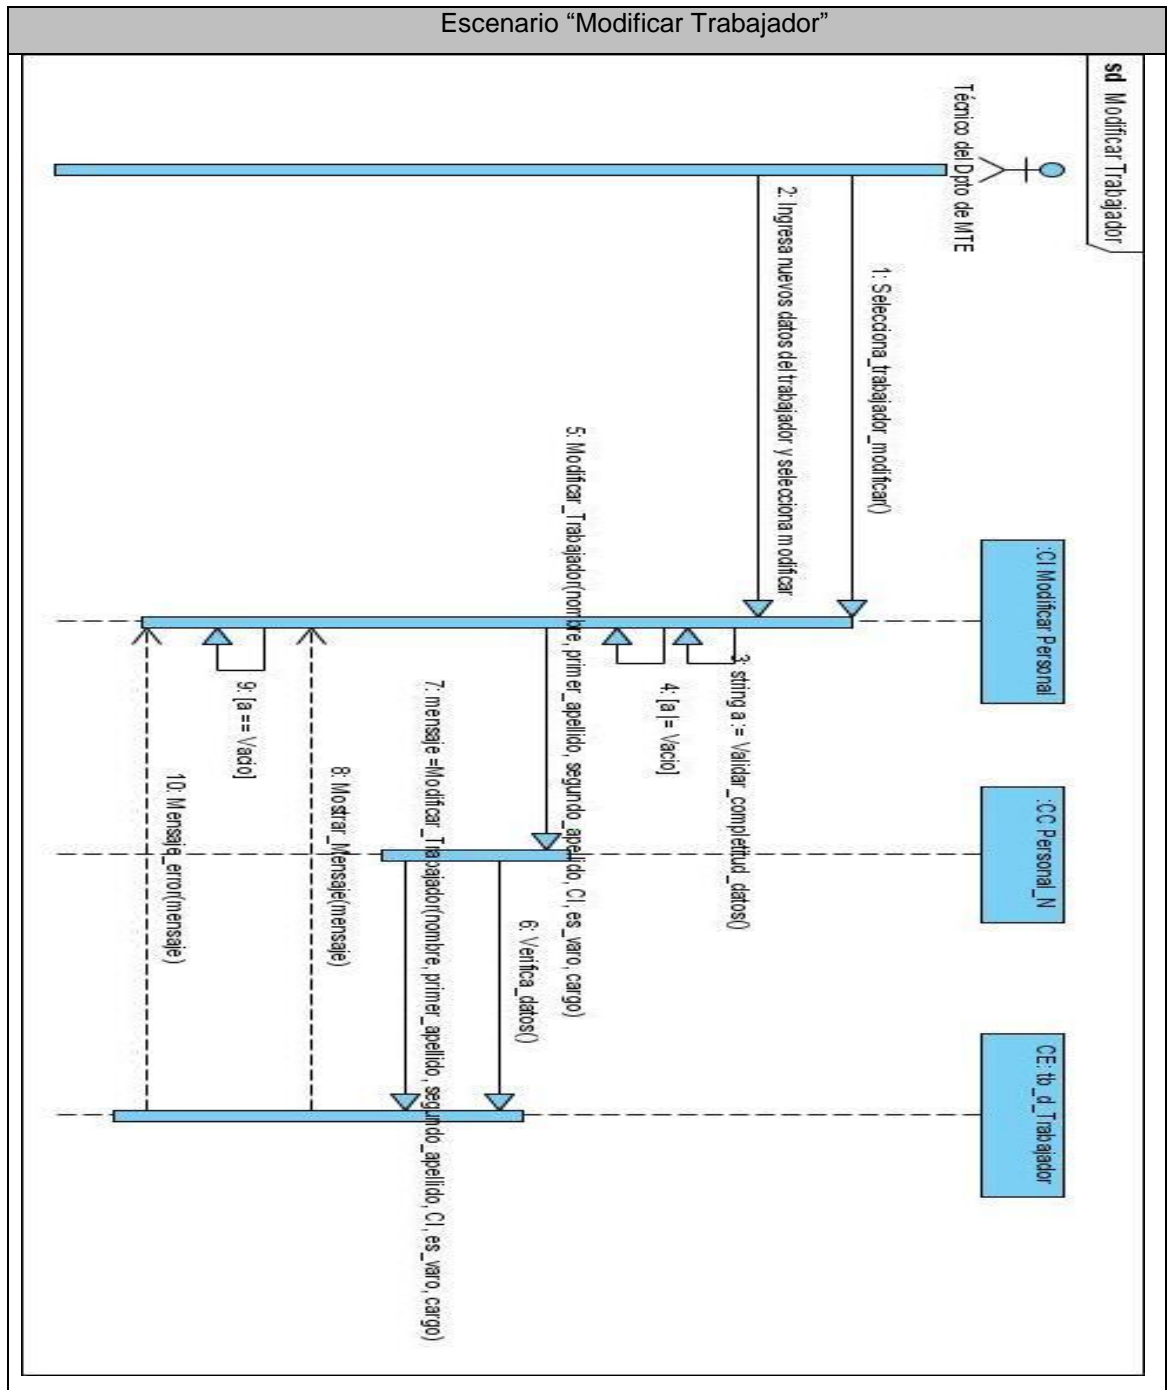 Escenario “Modificar Trabajador”
sd Modificar Trabajador
Técnico del Dpto de MTE
:CI Modificar Personal
:CC Personal_N
CE: tb_d_Trabajador
1: Selecciona_trabajador_modificar()
2: Ingresa nuevos datos del trabajador y selecciona modificar
3: string a := Validar_completitud_datos()
4: [a |= Vacio]
5: Modificar_Trabajador(nombre, primer_apellido, segundo_apellido, CI, es_varo, cargo)
6: Verifica_datos()
7: mensaje =Modificar_Trabajador(nombre, primer_apellido, segundo_apellido, CI, es_varo, cargo)
8: Mostrar_Mensaje(mensaje)
9: [a == Vacio]
10: Mensaje_error(mensaje)